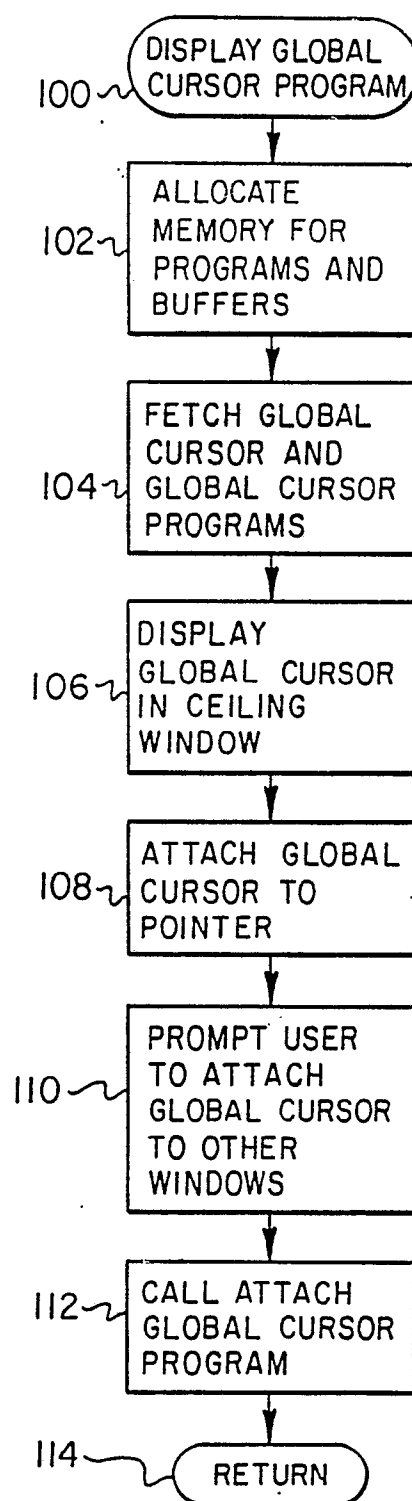 DISPLAY GLOBAL
CURSOR PROGRAM
100
ALLOCATE
MEMORY FOR
PROGRAMS AND
BUFFERS
102
FETCH GLOBAL
CURSOR AND
GLOBAL CURSOR
PROGRAMS
104
DISPLAY
GLOBAL CURSOR
IN CEILING
WINDOW
106
ATTACH GLOBAL
CURSOR TO
POINTER
108
PROMPT USER
TO ATTACH
GLOBAL CURSOR
TO OTHER
WINDOWS
110
CALL ATTACH
GLOBAL CURSOR
PROGRAM
112
RETURN
114